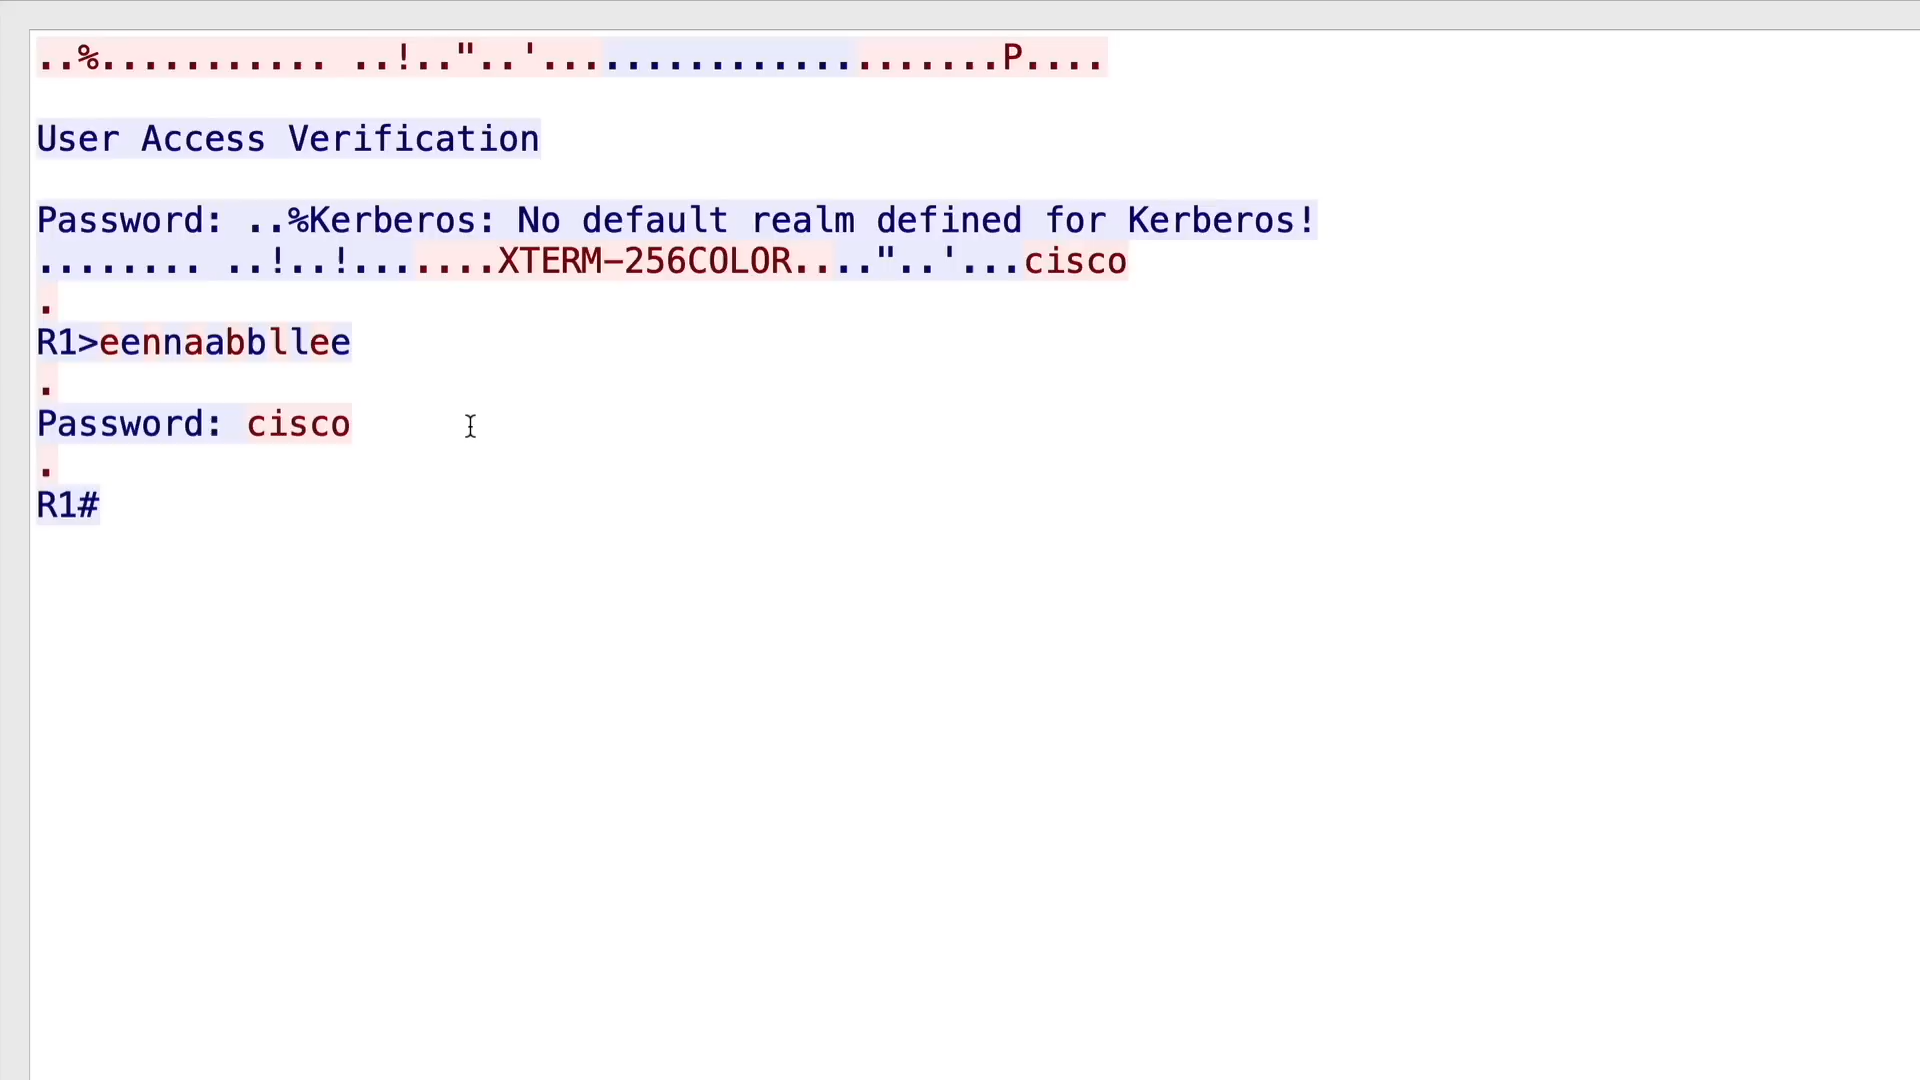 ..%........... ..!.."..'..........................P....
User Access Verification
Password: ..%Kerberos: No default realm defined for Kerberos!
........ ..!..!.......XTERM-256COLOR...."..'...cisco
.
R1>eennaabbllee
.
Password: cisco
.
R1#